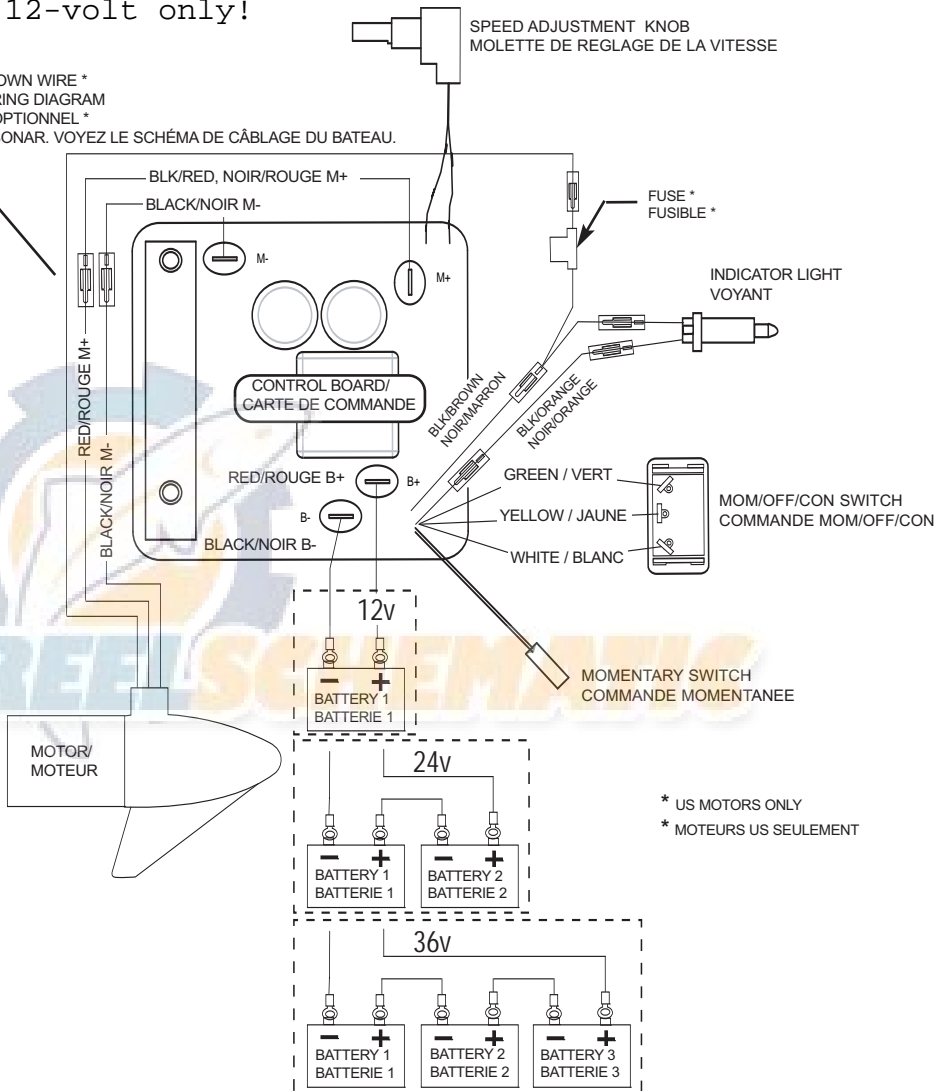 12-volt only!
SPEED ADJUSTMENT KNOB
MOLETTE DE REGLAGE DE LA VITESSE
OWN WIRE *
RING DIAGRAM
OPTIONNEL *
SONAR. VOYEZ LE SCHÉMA DE CÂBLAGE DU BATEAU.
BLK/RED, NOIR/ROUGE M+
BLACK/NOIR M-
FUSE *
FUSIBLE *
M-
M+
INDICATOR LIGHT
VOYANT
RED/ROUGE M+
BLACK/NOIR M-
CONTROL BOARD/
CARTE DE COMMANDE
BLK/BROWN
NOIR/MARRON
BLK/ORANGE
NOIR/ORANGE
RED/ROUGE B+
B+
B-
BLACK/NOIR B-
GREEN / VERT
YELLOW / JAUNE
WHITE / BLANC
MOM/OFF/CON SWITCH
COMMANDE MOM/OFF/CON
12v
REELSCHEMATIC
- +
BATTERY 1
BATTERIE 1
MOMENTARY SWITCH
COMMANDE MOMENTANEE
MOTOR/
MOTEUR
24v
- + - +
BATTERY 1 BATTERY 2
BATTERIE 1 BATTERIE 2
* US MOTORS ONLY
* MOTEURS US SEULEMENT
36v
- + - + - +
BATTERY 1 BATTERY 2 BATTERY 3
BATTERIE 1 BATTERIE 2 BATTERIE 3